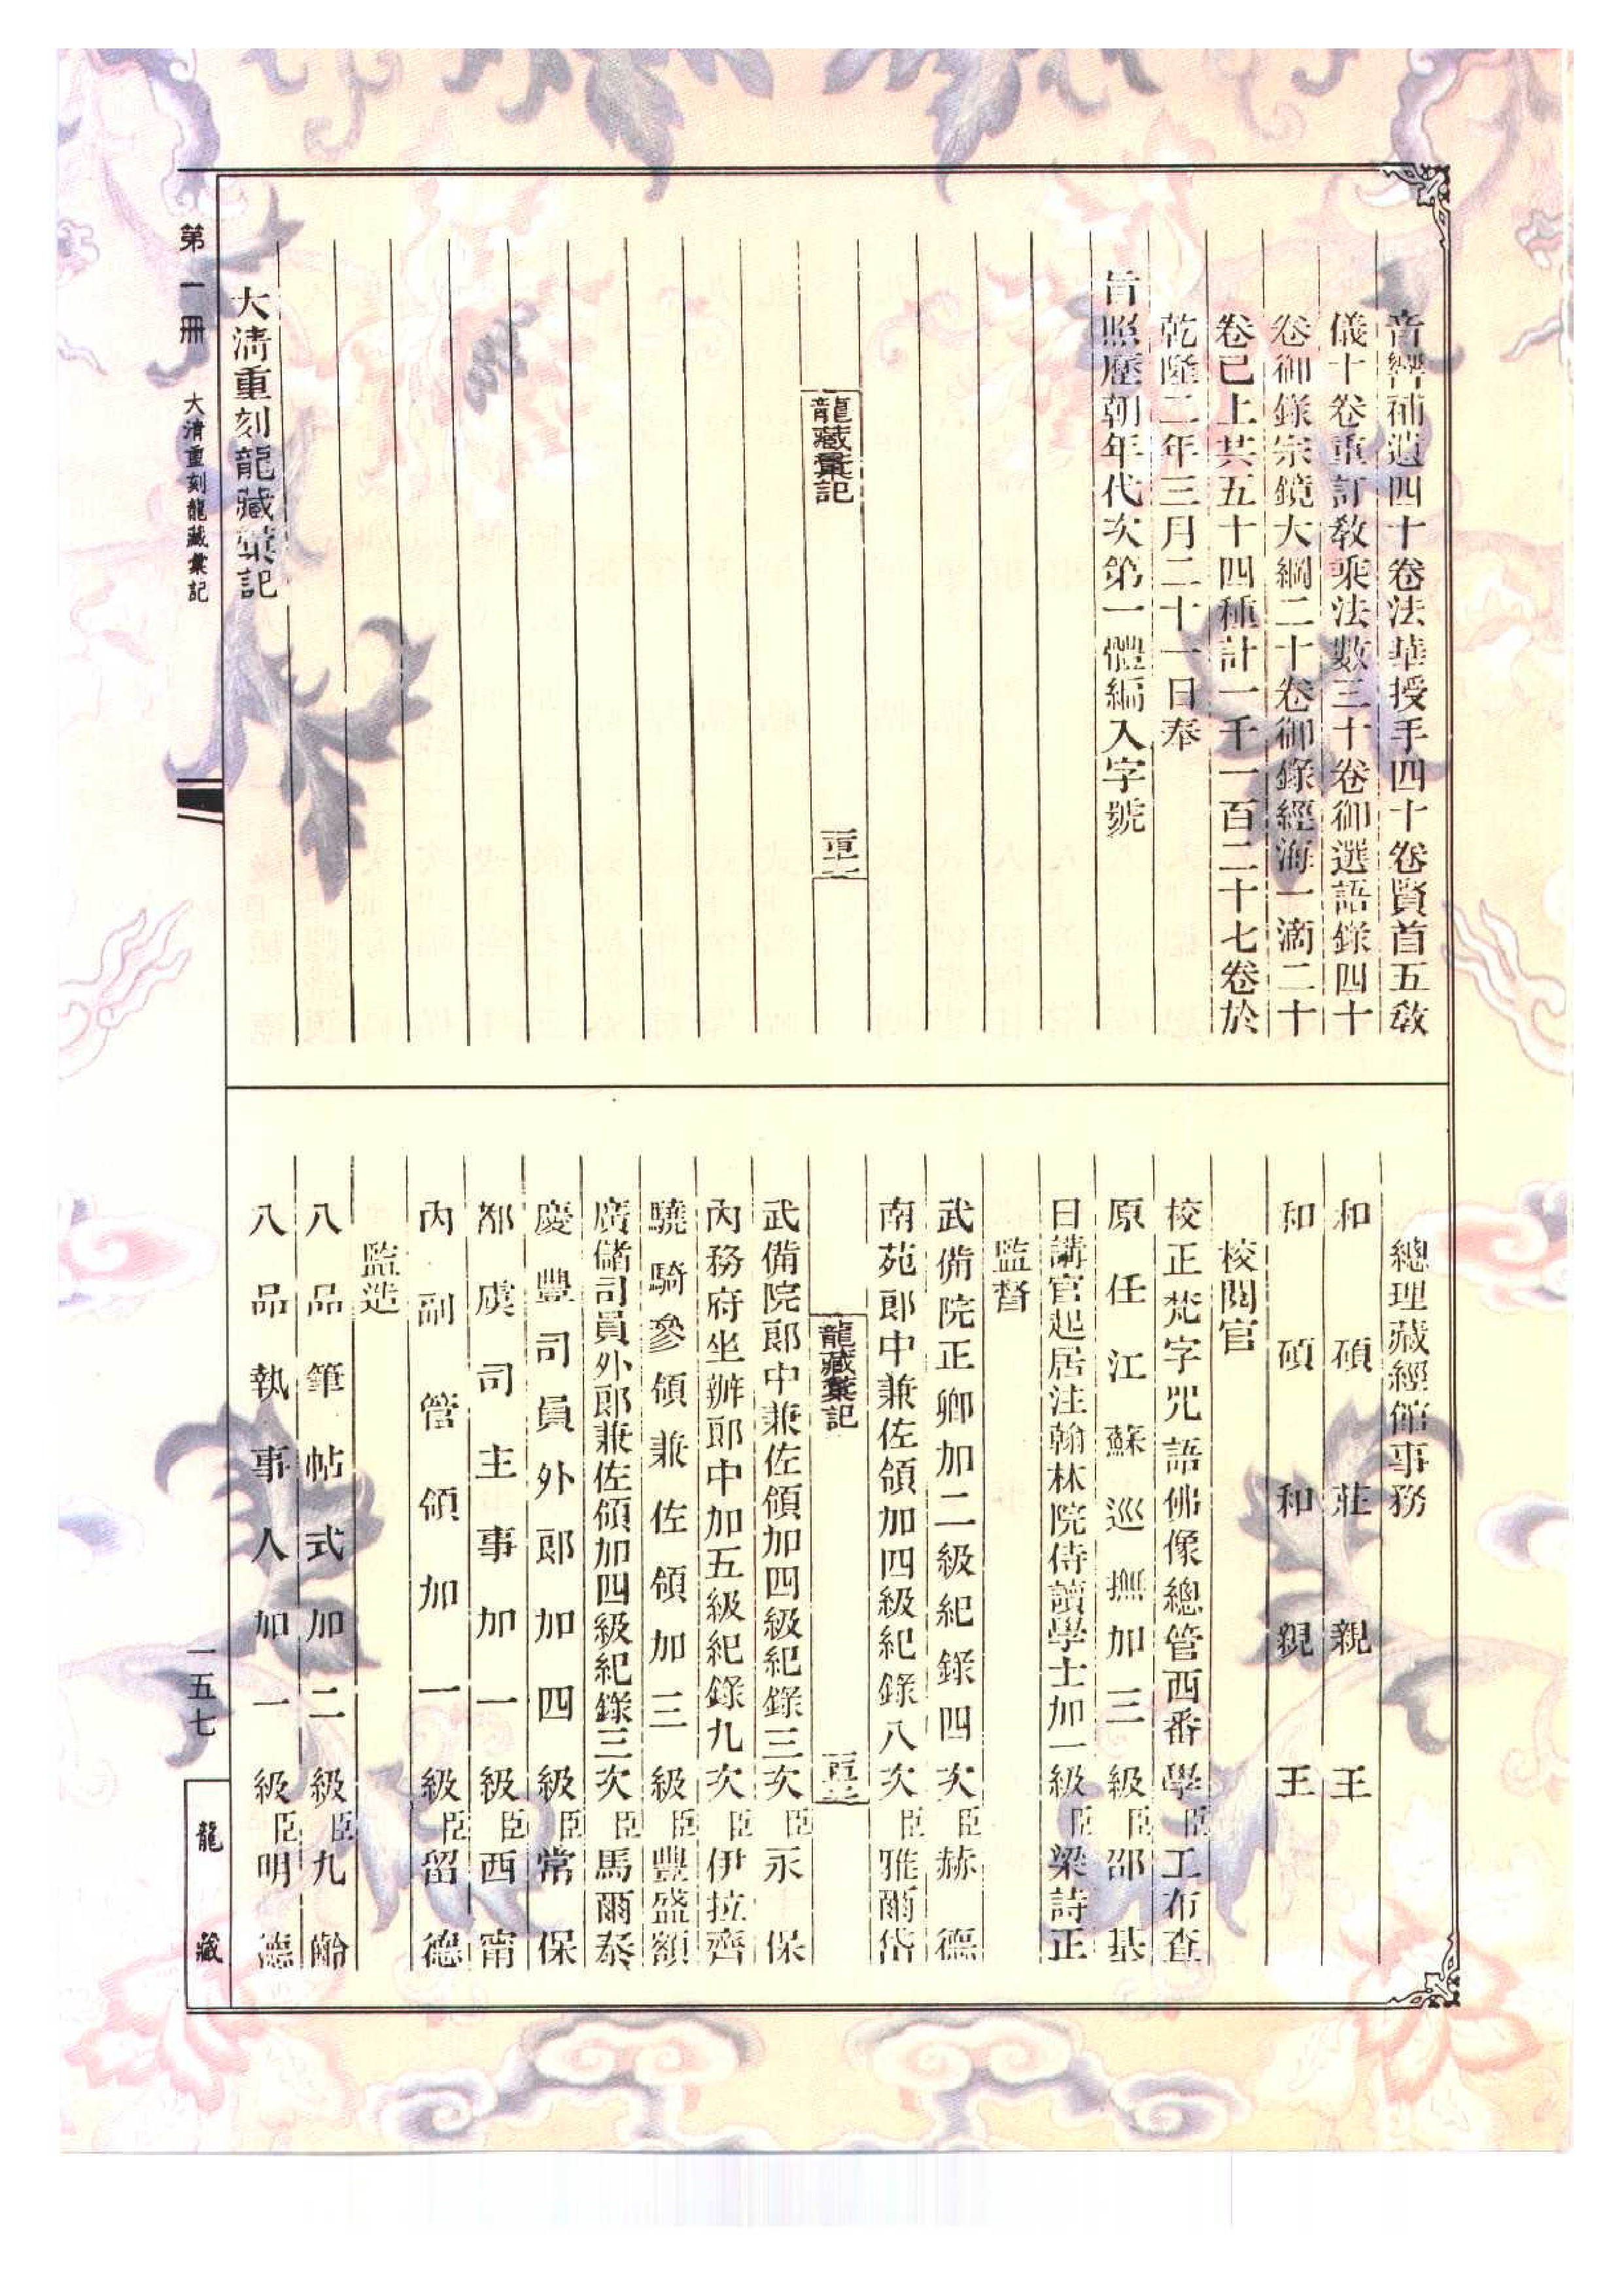 音響補遺四十卷法華授手四十卷賢首五敎
儀十卷重訂敎乘法數三十卷御選語錄四十
卷御錄宗鏡大綱二十卷御錄經海一滴二十
卷已上共五十四種計一千一百二十七卷於
乾隆二年三月二十一日奉
旨照歷朝年代次第一體編入字號
龍藏彙記
大清重刻龍藏彙記
總理藏經館事務
和碩莊親王
和碩和親王
校閱官
校正梵字咒語佛像總管西番學臣工布查
原任江蘇巡撫加三級臣邵基
日講官起居注翰林院侍讀學士加一級臣梁詩正
監督
武備院正卿加二級紀錄四次臣赫德
南苑郎中兼佐領加四級紀錄八次臣雅爾岱
龍藏彙記
武備院郎中兼佐領加四級紀錄三次臣永保
內務府坐辦郎中加五級紀錄九次臣伊拉齊
驍騎參領兼佐領加三級臣豐盛額
廣儲司員外郎兼佐領加四級紀錄三次臣馬爾泰
慶豐司員外郎加四級臣常保
都虞司主事加一級臣西甯
內副管領加一級臣留德
監造
八品筆帖式加二級臣九齡
八品執事人加一級臣明德
第一冊
大清重刻龍藏彙記
一五七
龍藏